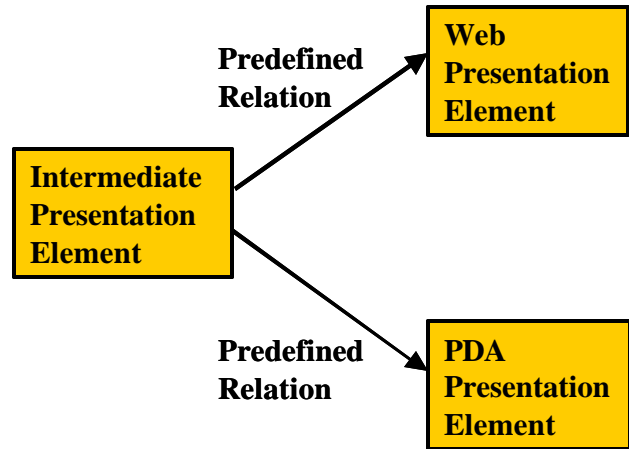 Web
Presentation
Element
Predefined
Relation
Intermediate
Presentation
Element
Predefined
Relation
PDA
Presentation
Element